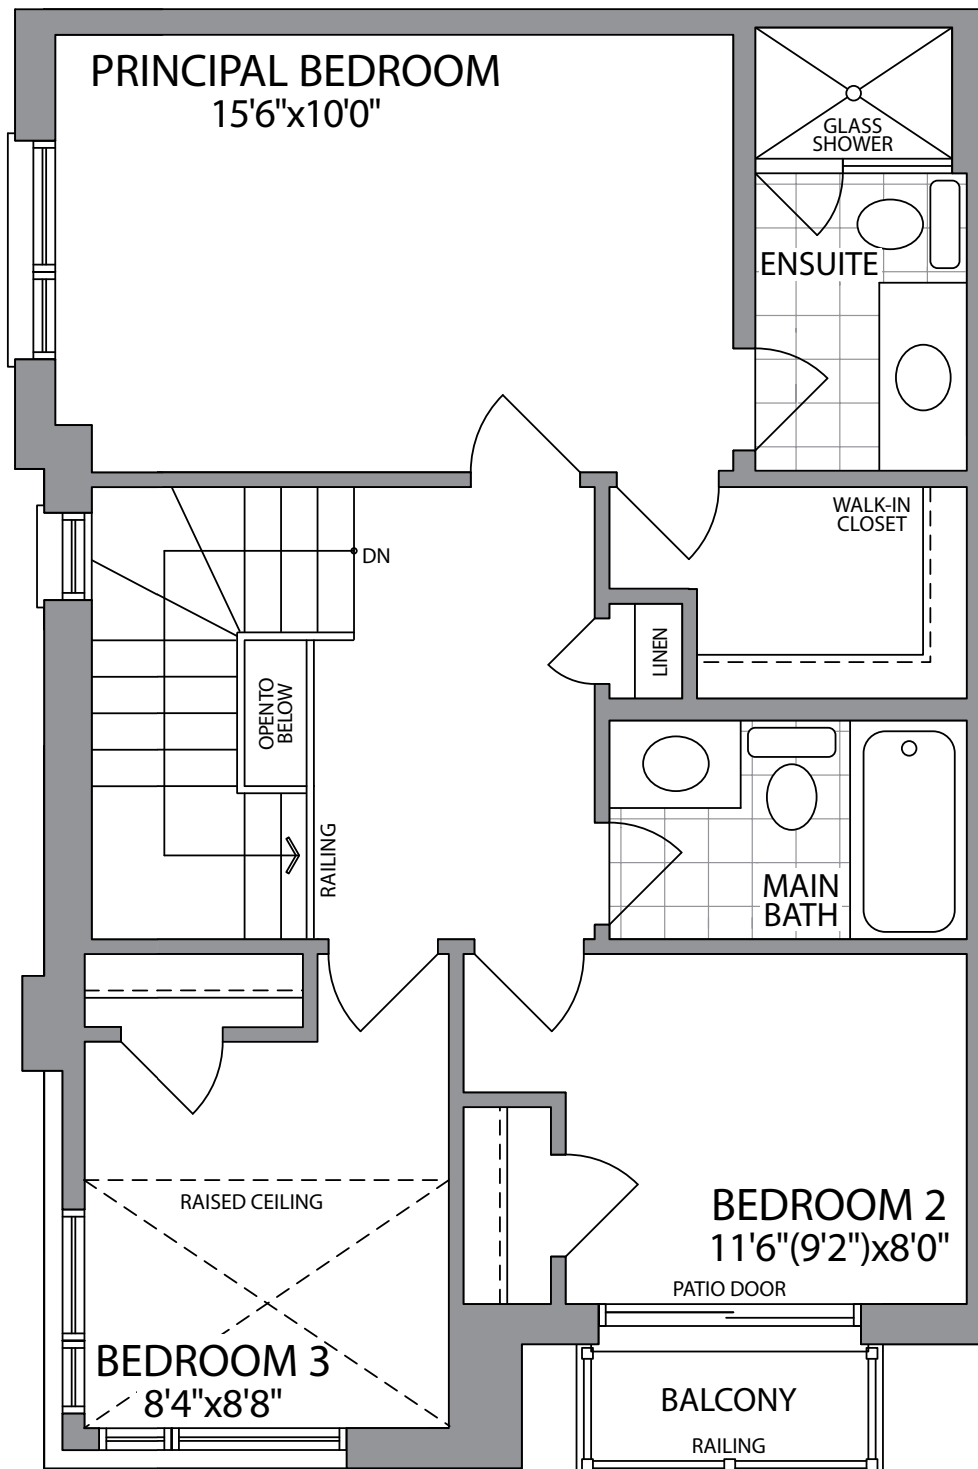 PRINCIPAL BEDROOM
15'6"x10'0"
GLASS
SHOWER
ENSUITE
WALK-IN
CLOSET
DN
LINEN
OPEN TO
BELOW
RAILING
MAIN
BATH
RAISED CEILING
BEDROOM 2
11'6"(9'2")x8'0"
PATIO DOOR
BEDROOM 3
8'4"x8'8"
BALCONY
RAILING